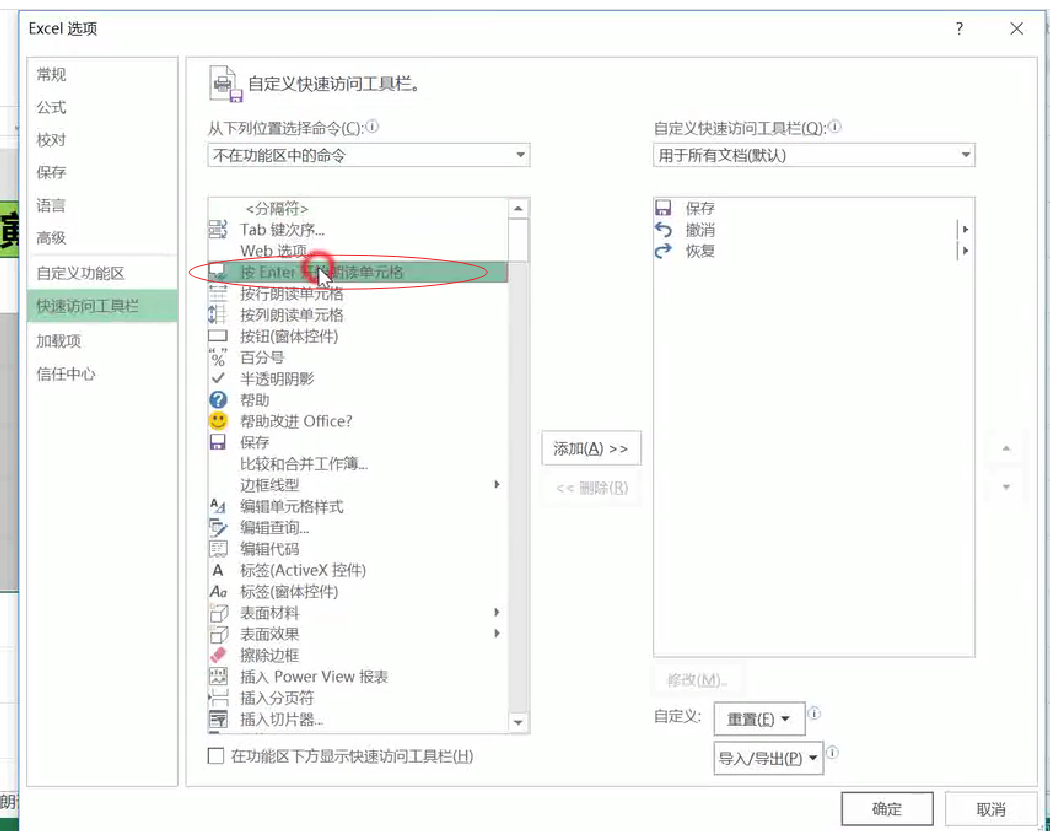 Excel 选项
?
常规
公式
校对
保存
语言
高级
自定义功能区
快速访问工具栏
加载项
信任中心
自定义快速访问工具栏。
从下列位置选择命令(C):
不在功能区中的命令
<分隔符>
Tab 键次序...
Web 选项
按 Enter 开始朗读单元格
按行朗读单元格
按列朗读单元格
按钮(窗体控件)
百分号
半透明阴影
帮助
帮助改进 Office?
保存
比较和合并工作簿...
边框线型
编辑单元格样式
编辑查询...
编辑代码
标签(ActiveX 控件)
标签(窗体控件)
表面材料
表面效果
擦除边框
插入 Power View 报表
插入分页符
插入切片器...
在功能区下方显示快速访问工具栏(H)
添加(A) >>
<< 删除(R)
自定义快速访问工具栏(Q):
用于所有文档(默认)
保存
撤消
恢复
修改(M)...
自定义:
重置(E)
导入/导出(P)
确定
取消